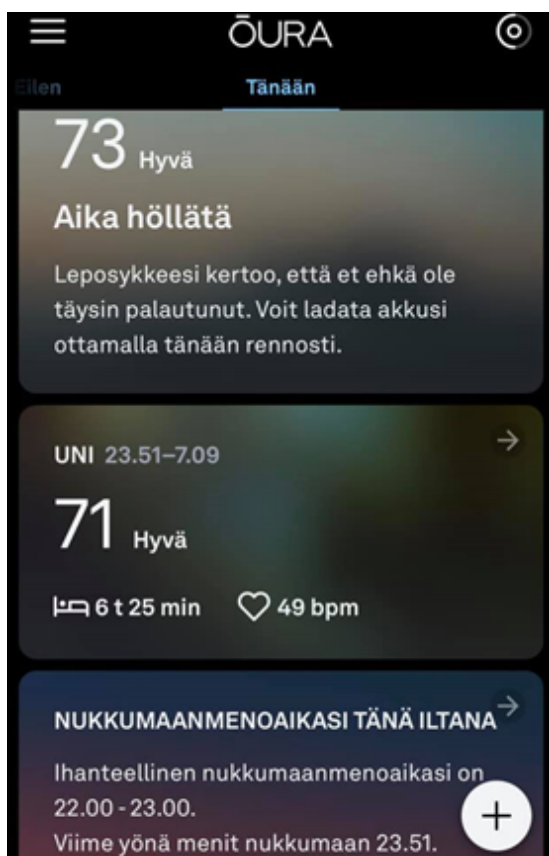 ŌURA
Eilen
Tänään
73 Hyvä
Aika höllätä
Leposykkeesi kertoo, että et ehkä ole
täysin palautunut. Voit ladata akkusi
ottamalla tänään rennosti.
UNI 23.51–7.09
71 Hyvä
6 t 25 min 49 bpm
NUKKUMAANMENOAIKASI TÄNÄ ILTANA
Ihanteellinen nukkumaanmenoaikasi on
22.00 - 23.00.
Viime yönä menit nukkumaan 23.51.